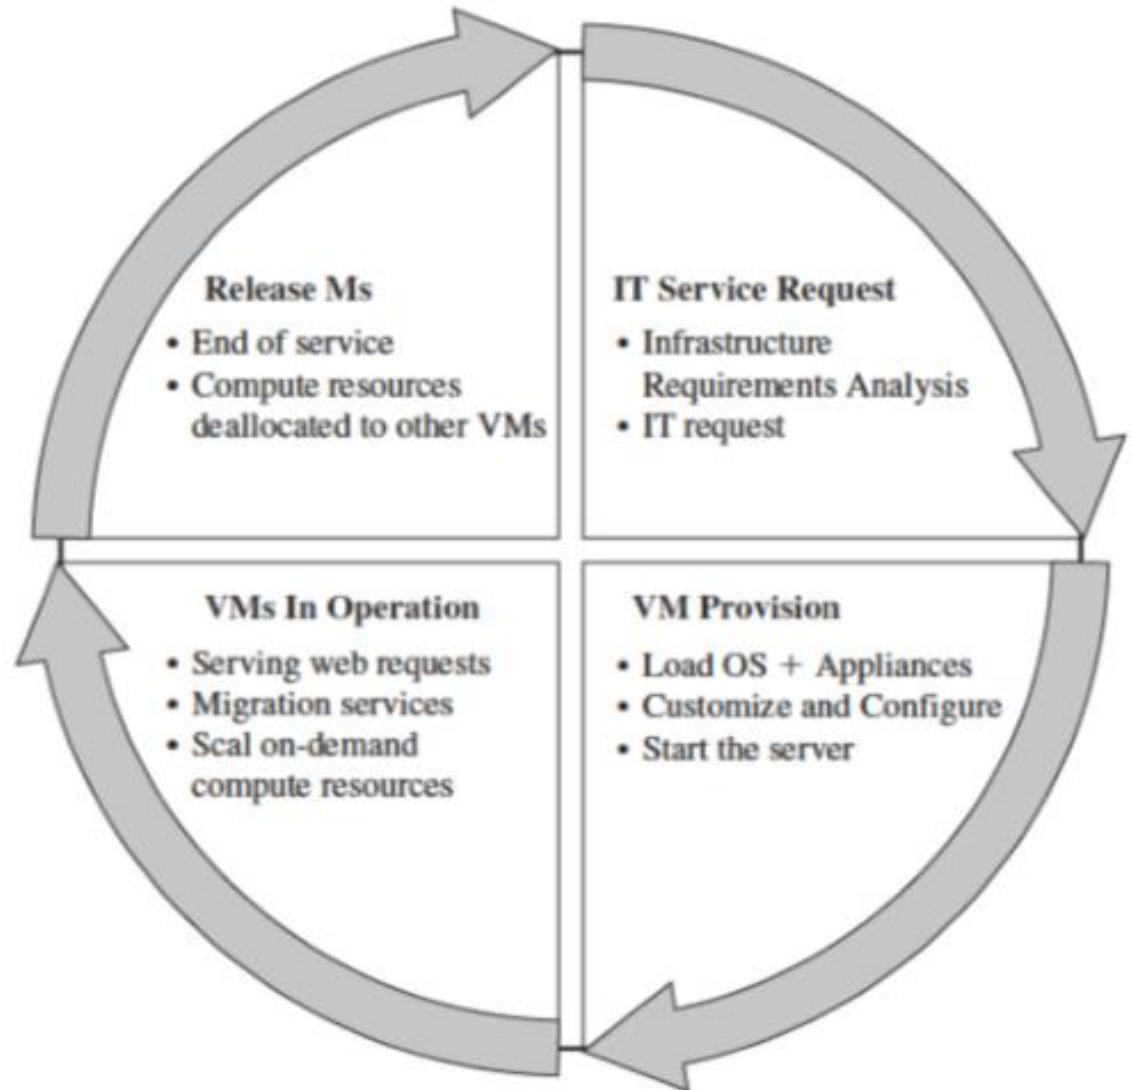 Release Ms
• End of service
• Compute resources
deallocated to other VMs
IT Service Request
• Infrastructure
Requirements Analysis
• IT request
VMs In Operation
• Serving web requests
• Migration services
• Scal on-demand
compute resources
VM Provision
• Load OS + Appliances
• Customize and Configure
• Start the server